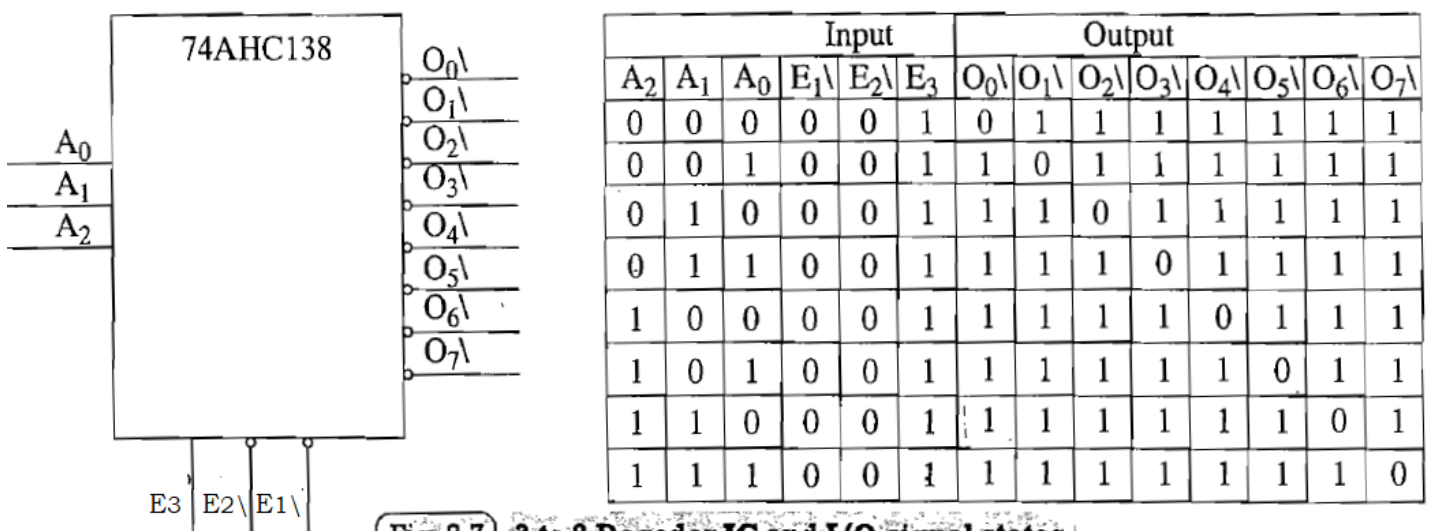 74AHC138
O0\
O1\
O2\
O3\
O4\
O5\
O6\
O7\
A0
A1
A2
E3 E2\ E1\
Input Output
A2 A1 A0 E1\ E2\ E3 O0\ O1\ O2\ O3\ O4\ O5\ O6\ O7\
0 0 0 0 0 1 0 1 1 1 1 1 1 1
0 0 1 0 0 1 1 0 1 1 1 1 1 1
0 1 0 0 0 1 1 1 0 1 1 1 1 1
0 1 1 0 0 1 1 1 1 0 1 1 1 1
1 0 0 0 0 1 1 1 1 1 0 1 1 1
1 0 1 0 0 1 1 1 1 1 1 0 1 1
1 1 0 0 0 1 1 1 1 1 1 1 0 1
1 1 1 0 0 1 1 1 1 1 1 1 1 0